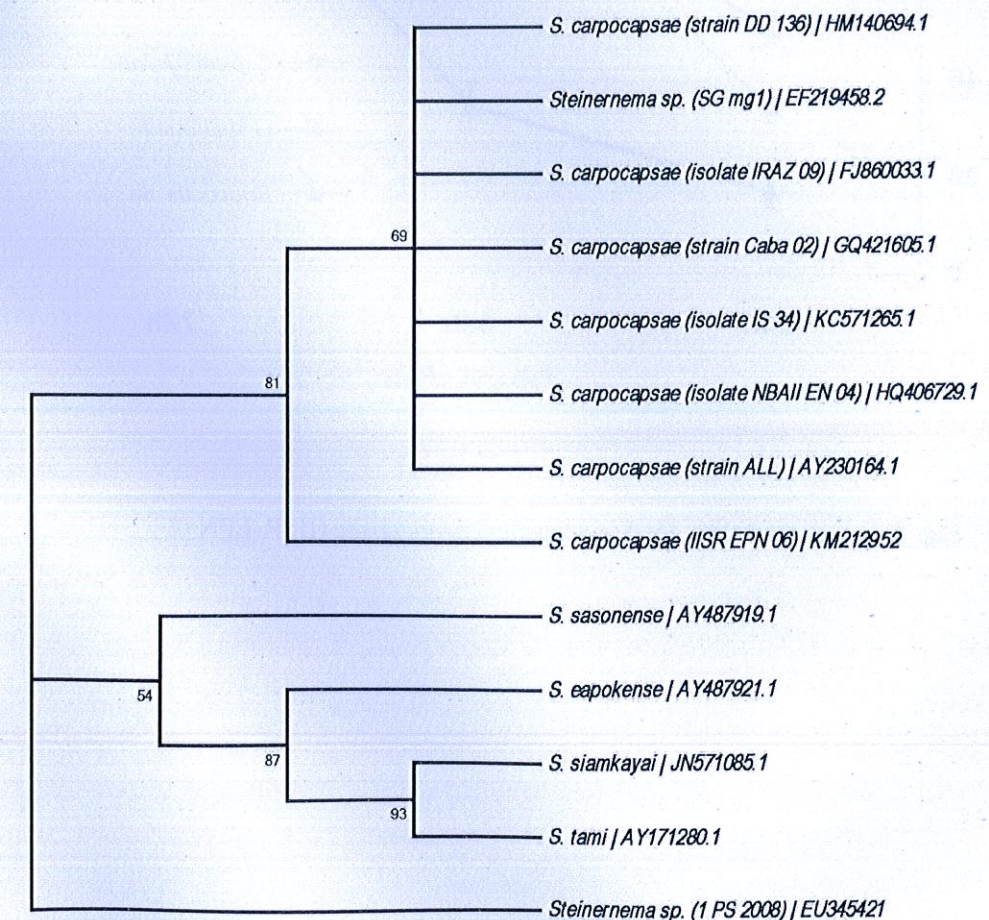 S. carpocapsae (strain DD 136) | HM140694.1
Steinernema sp. (SG mg1) | EF219458.2
S. carpocapsae (isolate IRAZ 09) | FJ860033.1
69
S. carpocapsae (strain Caba 02) | GQ421605.1
S. carpocapsae (isolate IS 34) | KC571265.1
81
S. carpocapsae (isolate NBAII EN 04) | HQ406729.1
S. carpocapsae (strain ALL) | AY230164.1
S. carpocapsae (IISR EPN 06) | KM212952
S. sasonense | AY487919.1
54
S. eapokense | AY487921.1
87
S. siamkayai | JN571085.1
93
S. tami | AY171280.1
Steinernema sp. (1 PS 2008) | EU345421